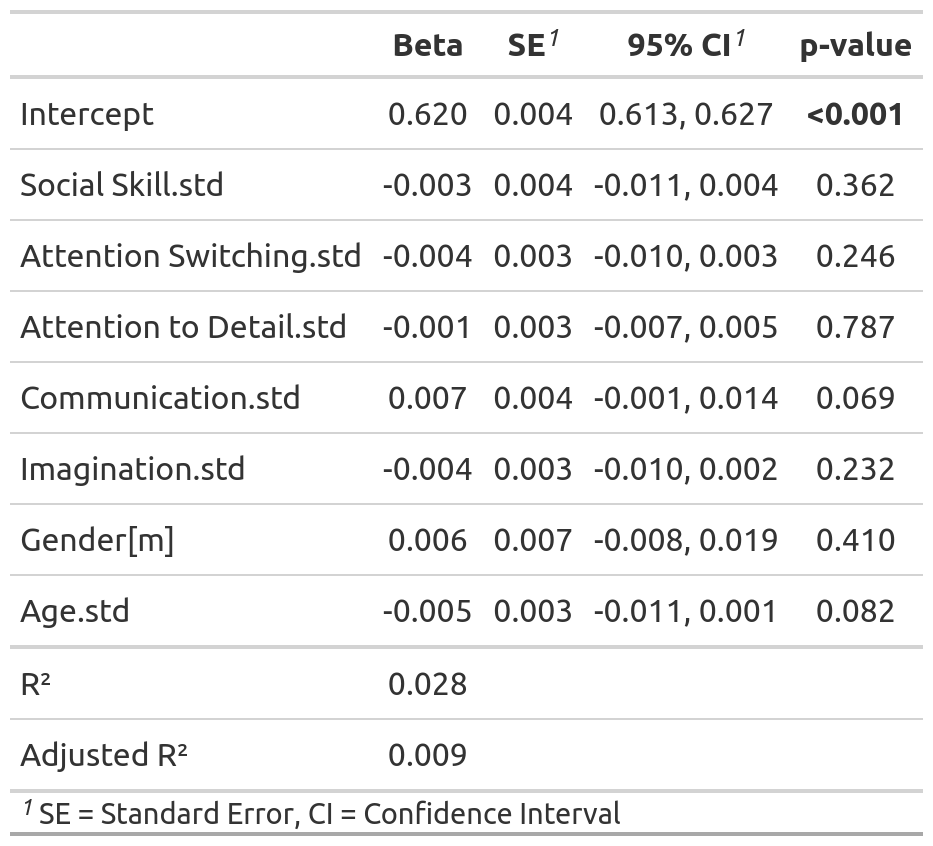 Beta SE1 95% CI1 p-value
Intercept 0.620 0.004 0.613, 0.627 <0.001
Social Skill.std -0.003 0.004 -0.011, 0.004 0.362
Attention Switching.std -0.004 0.003 -0.010, 0.003 0.246
Attention to Detail.std -0.001 0.003 -0.007, 0.005 0.787
Communication.std 0.007 0.004 -0.001, 0.014 0.069
Imagination.std -0.004 0.003 -0.010, 0.002 0.232
Gender[m] 0.006 0.007 -0.008, 0.019 0.410
Age.std -0.005 0.003 -0.011, 0.001 0.082
R² 0.028
Adjusted R² 0.009
1 SE = Standard Error, CI = Confidence Interval